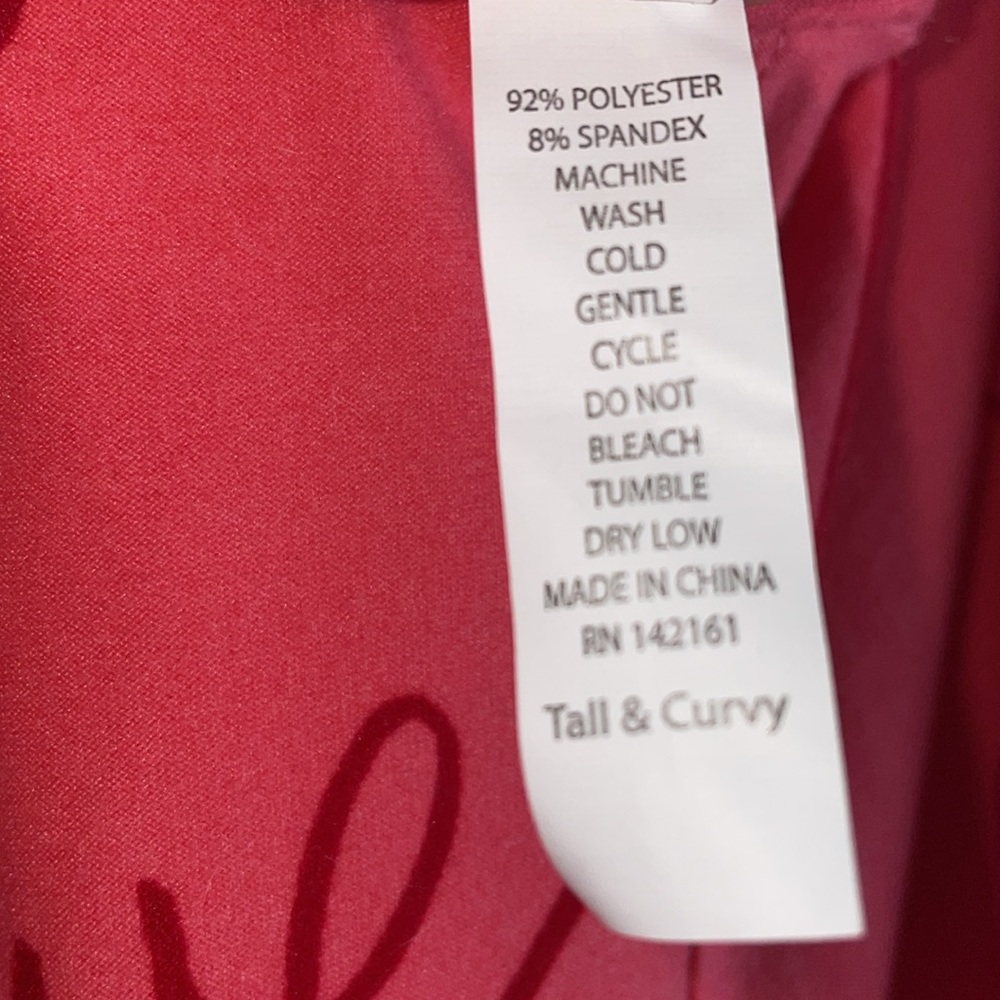 92% POLYESTER
8% SPANDEX
MACHINE
WASH
COLD
GENTLE
CYCLE
DO NOT
BLEACH
TUMBLE
DRY LOW
MADE IN CHINA
RN 142161
Tall & Curvy